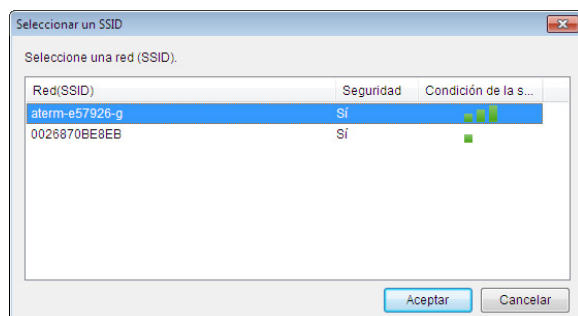 Seleccionar un SSID
Seleccione una red (SSID).
Red(SSID) Seguridad Condición de la s...
aterm-e57926-g Sí
0026870BE8EB Sí
Aceptar Cancelar